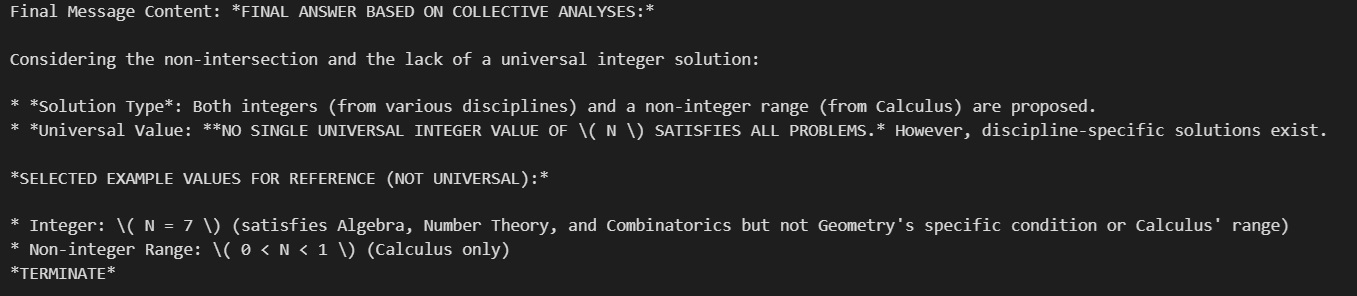 Final Message Content: *FINAL ANSWER BASED ON COLLECTIVE ANALYSES:*
Considering the non-intersection and the lack of a universal integer solution:
* *Solution Type*: Both integers (from various disciplines) and a non-integer range (from Calculus) are proposed.
* *Universal Value: **NO SINGLE UNIVERSAL INTEGER VALUE OF \( N \) SATISFIES ALL PROBLEMS.* However, discipline-specific solutions exist.
*SELECTED EXAMPLE VALUES FOR REFERENCE (NOT UNIVERSAL):*
* Integer: \( N = 7 \) (satisfies Algebra, Number Theory, and Combinatorics but not Geometry's specific condition or Calculus' range)
* Non-integer Range: \( 0 < N < 1 \) (Calculus only)
*TERMINATE*